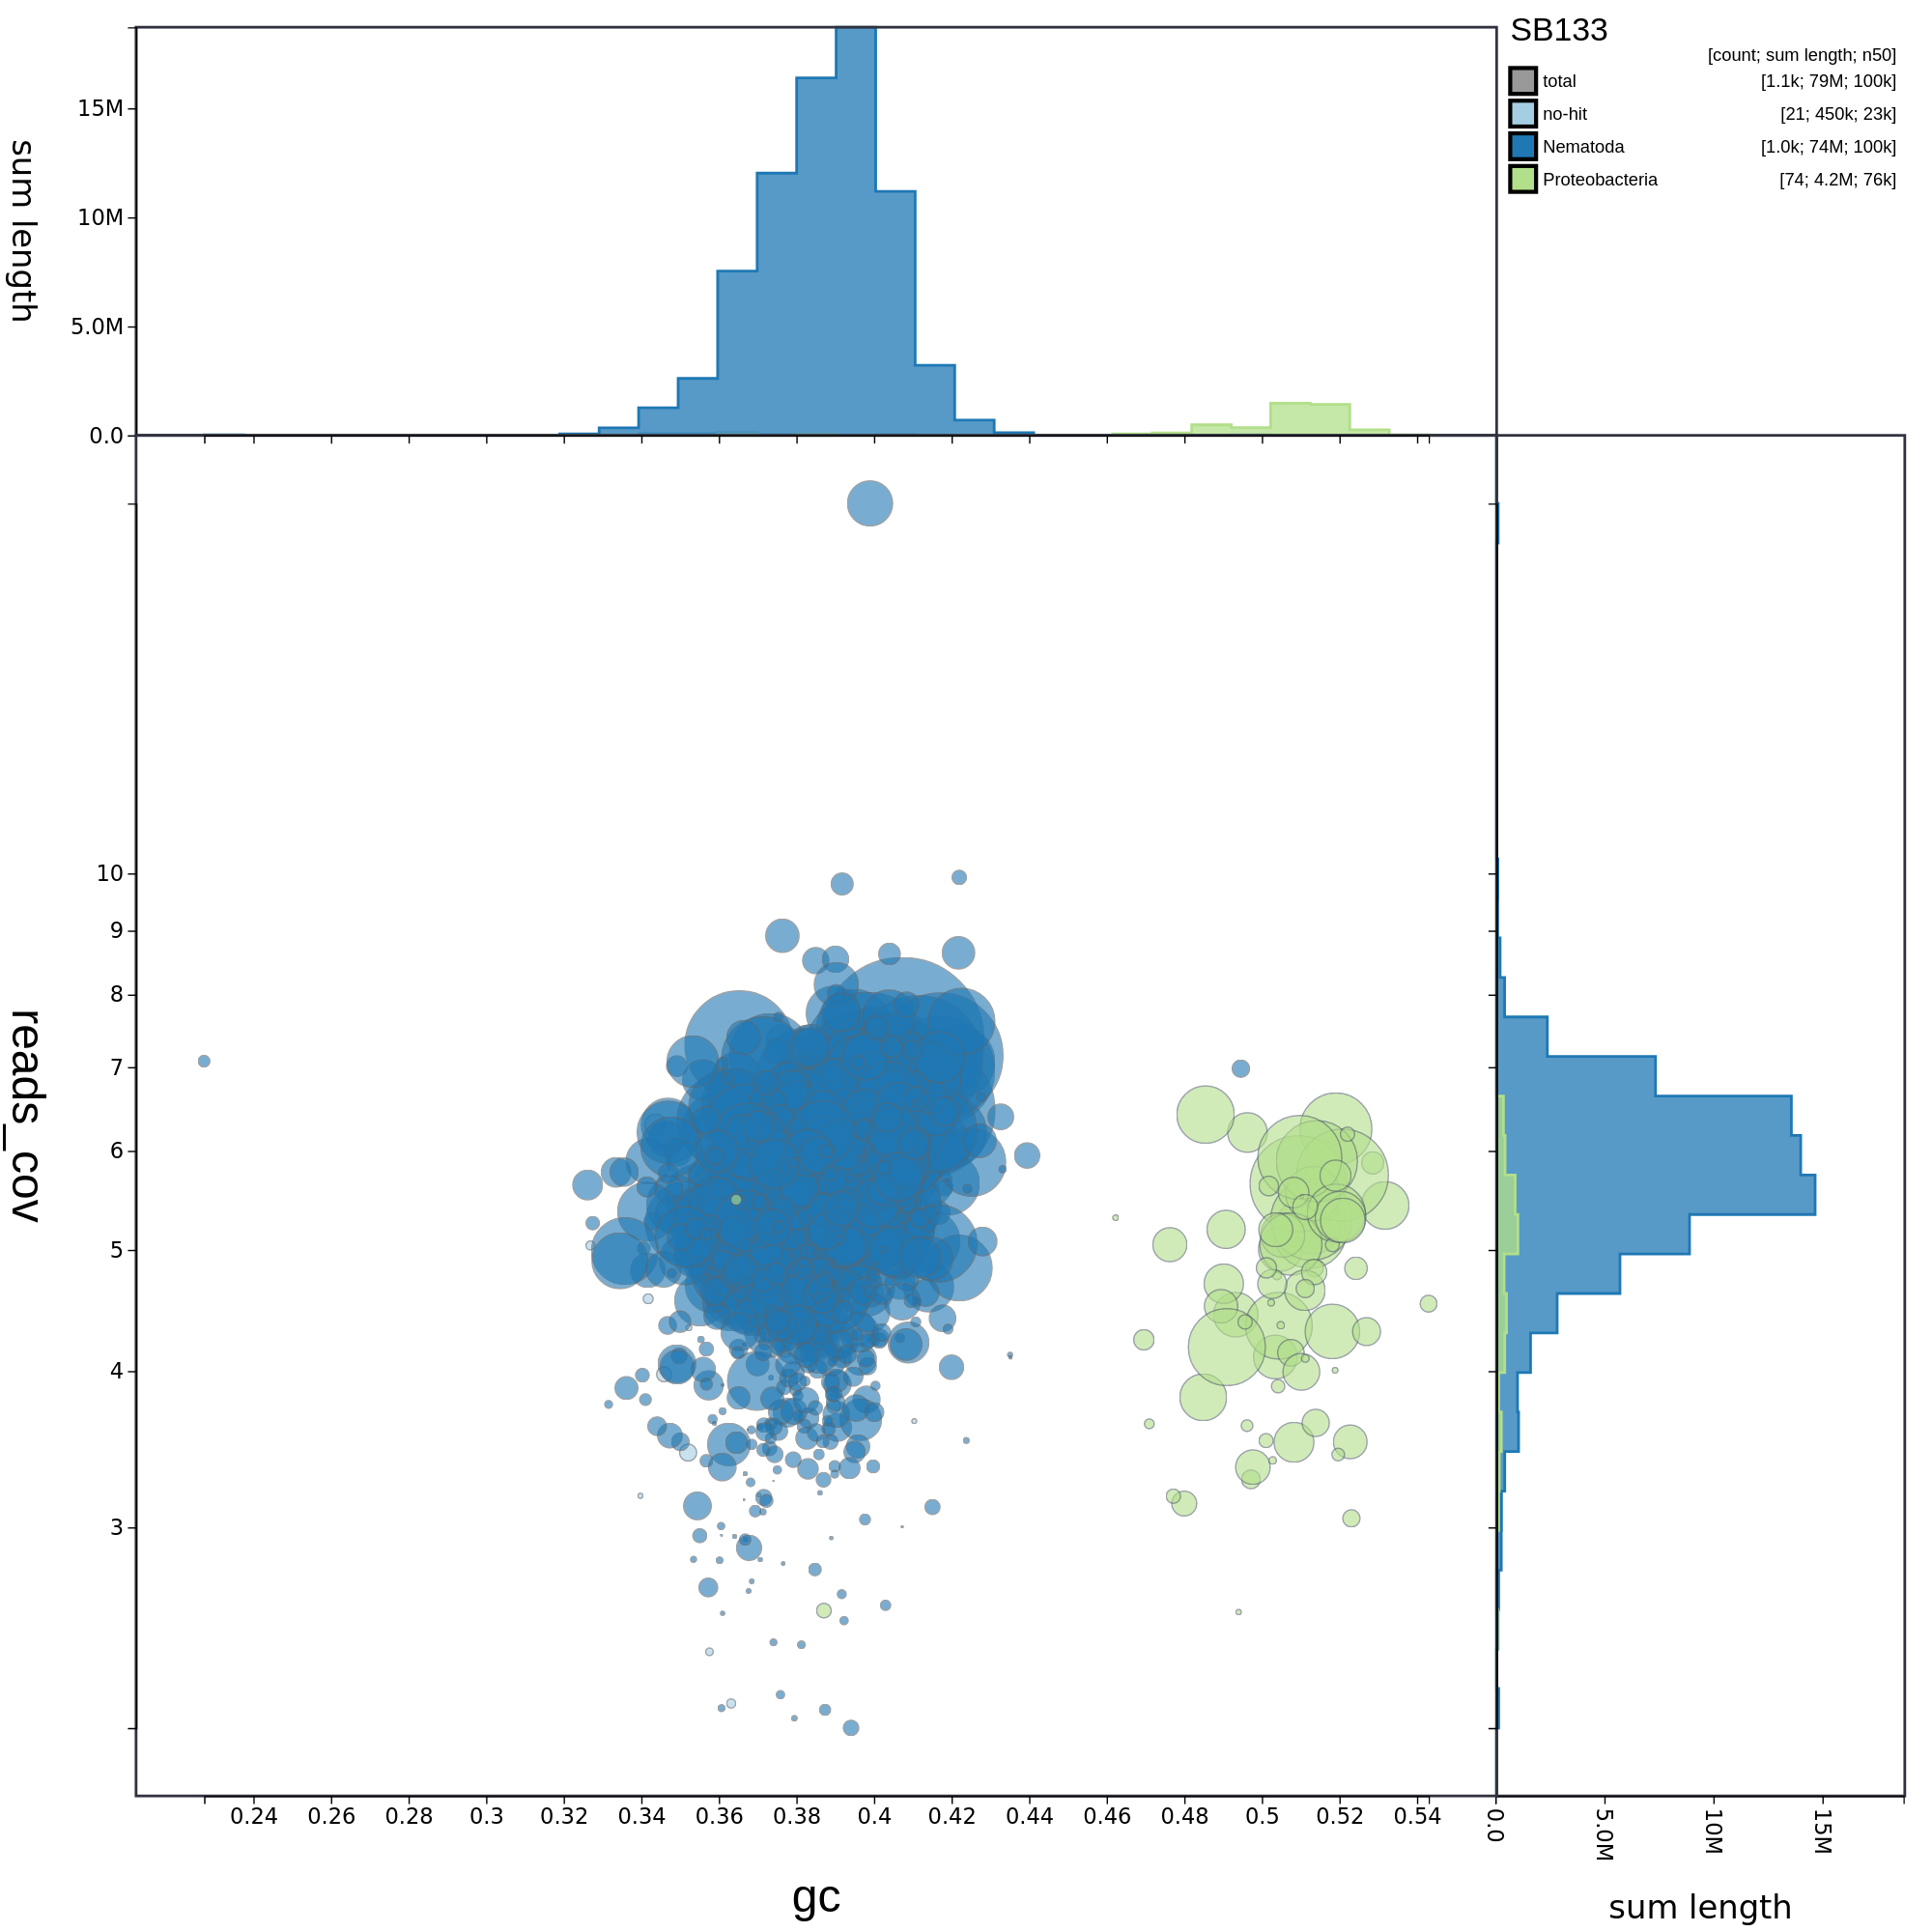 SB133
[count; sum length; n50]
total [1.1k; 79M; 100k]
no-hit [21; 450k; 23k]
Nematoda [1.0k; 74M; 100k]
Proteobacteria [74; 4.2M; 76k]
sum length
15M
10M
5.0M
0.0
reads_cov
10
9
8
7
6
5
4
3
0.24 0.26 0.28 0.3 0.32 0.34 0.36 0.38 0.4 0.42 0.44 0.46 0.48 0.5 0.52 0.54
gc
0.0 5.0M 10M 15M
sum length